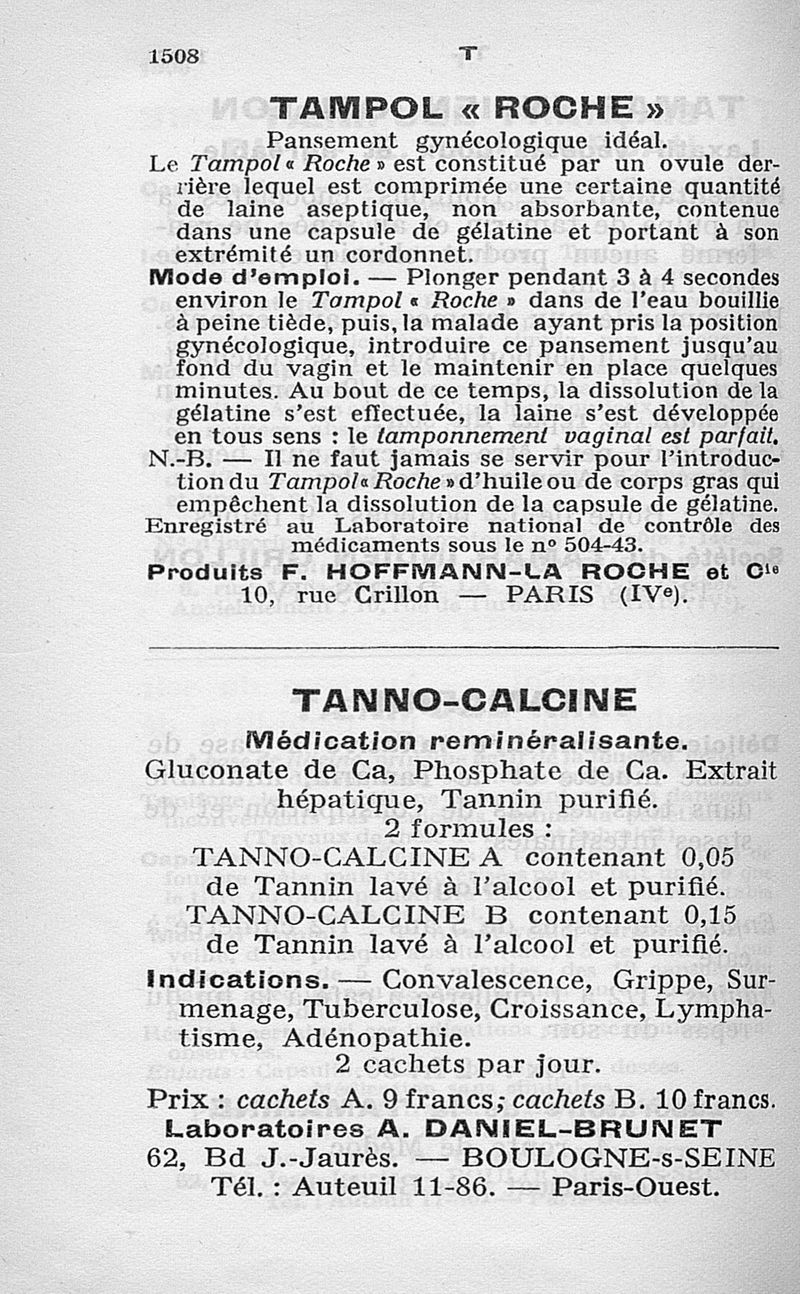 1508
T
TAMPOL « ROCHE »
Pansement gynécologique idéal.
Le Tampol « Roche » est constitué par un ovule der-
rière lequel est comprimée une certaine quantité
de laine aseptique, non absorbante, contenue
dans une capsule de gélatine et portant à son
extrémité un cordonnet.
Mode d'emploi. — Plonger pendant 3 à 4 secondes
environ le Tampol « Roche » dans de l'eau bouillie
à peine tiède, puis, la malade ayant pris la position
gynécologique, introduire ce pansement jusqu'au
fond du vagin et le maintenir en place quelques
minutes. Au bout de ce temps, la dissolution de la
gélatine s'est effectuée, la laine s'est développée
en tous sens : le tamponnement vaginal est parfait.
N.-B. — Il ne faut jamais se servir pour l'introduc-
tion du Tampol « Roche » d'huile ou de corps gras qui
empêchent la dissolution de la capsule de gélatine.
Enregistré au Laboratoire national de contrôle des
médicaments sous le nº 504-43.
Produits F. HOFFMANN-LA ROCHE et Cie
10, rue Crillon — PARIS (IVe).
TANNO-CALCINE
Médication reminéralisante.
Gluconate de Ca, Phosphate de Ca. Extrait
hépatique, Tannin purifié.
2 formules :
TANNO-CALCINE A contenant 0,05
de Tannin lavé à l'alcool et purifié.
TANNO-CALCINE B contenant 0,15
de Tannin lavé à l'alcool et purifié.
Indications. — Convalescence, Grippe, Sur-
menage, Tuberculose, Croissance, Lympha-
tisme, Adénopathie.
2 cachets par jour.
Prix : cachets A. 9 francs; cachets B. 10 francs.
Laboratoires A. DANIEL-BRUNET
62, Bd J.-Jaurès. — BOULOGNE-s-SEINE
Tél. : Auteuil 11-86. — Paris-Ouest.